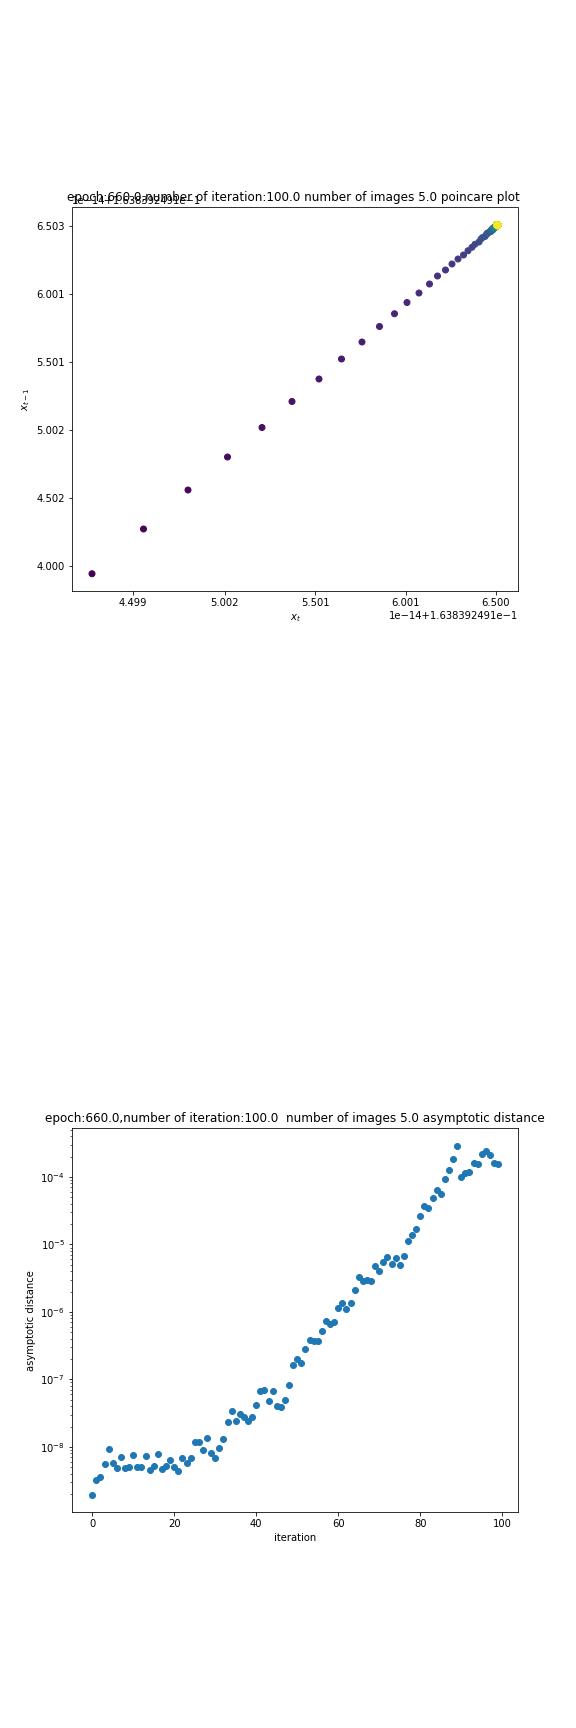 epoch:660.0,number of iteration:100.0 number of images 5.0 poincare plot
1e−14+1.638392491e−1
6.503
6.001
5.501
5.002
4.502
4.000
x_{t−1}
4.499 5.002 5.501 6.001 6.500
x_t
1e−14+1.638392491e−1
epoch:660.0,number of iteration:100.0  number of images 5.0 asymptotic distance
10^{−4}
10^{−5}
10^{−6}
10^{−7}
10^{−8}
asymptotic distance
0 20 40 60 80 100
iteration